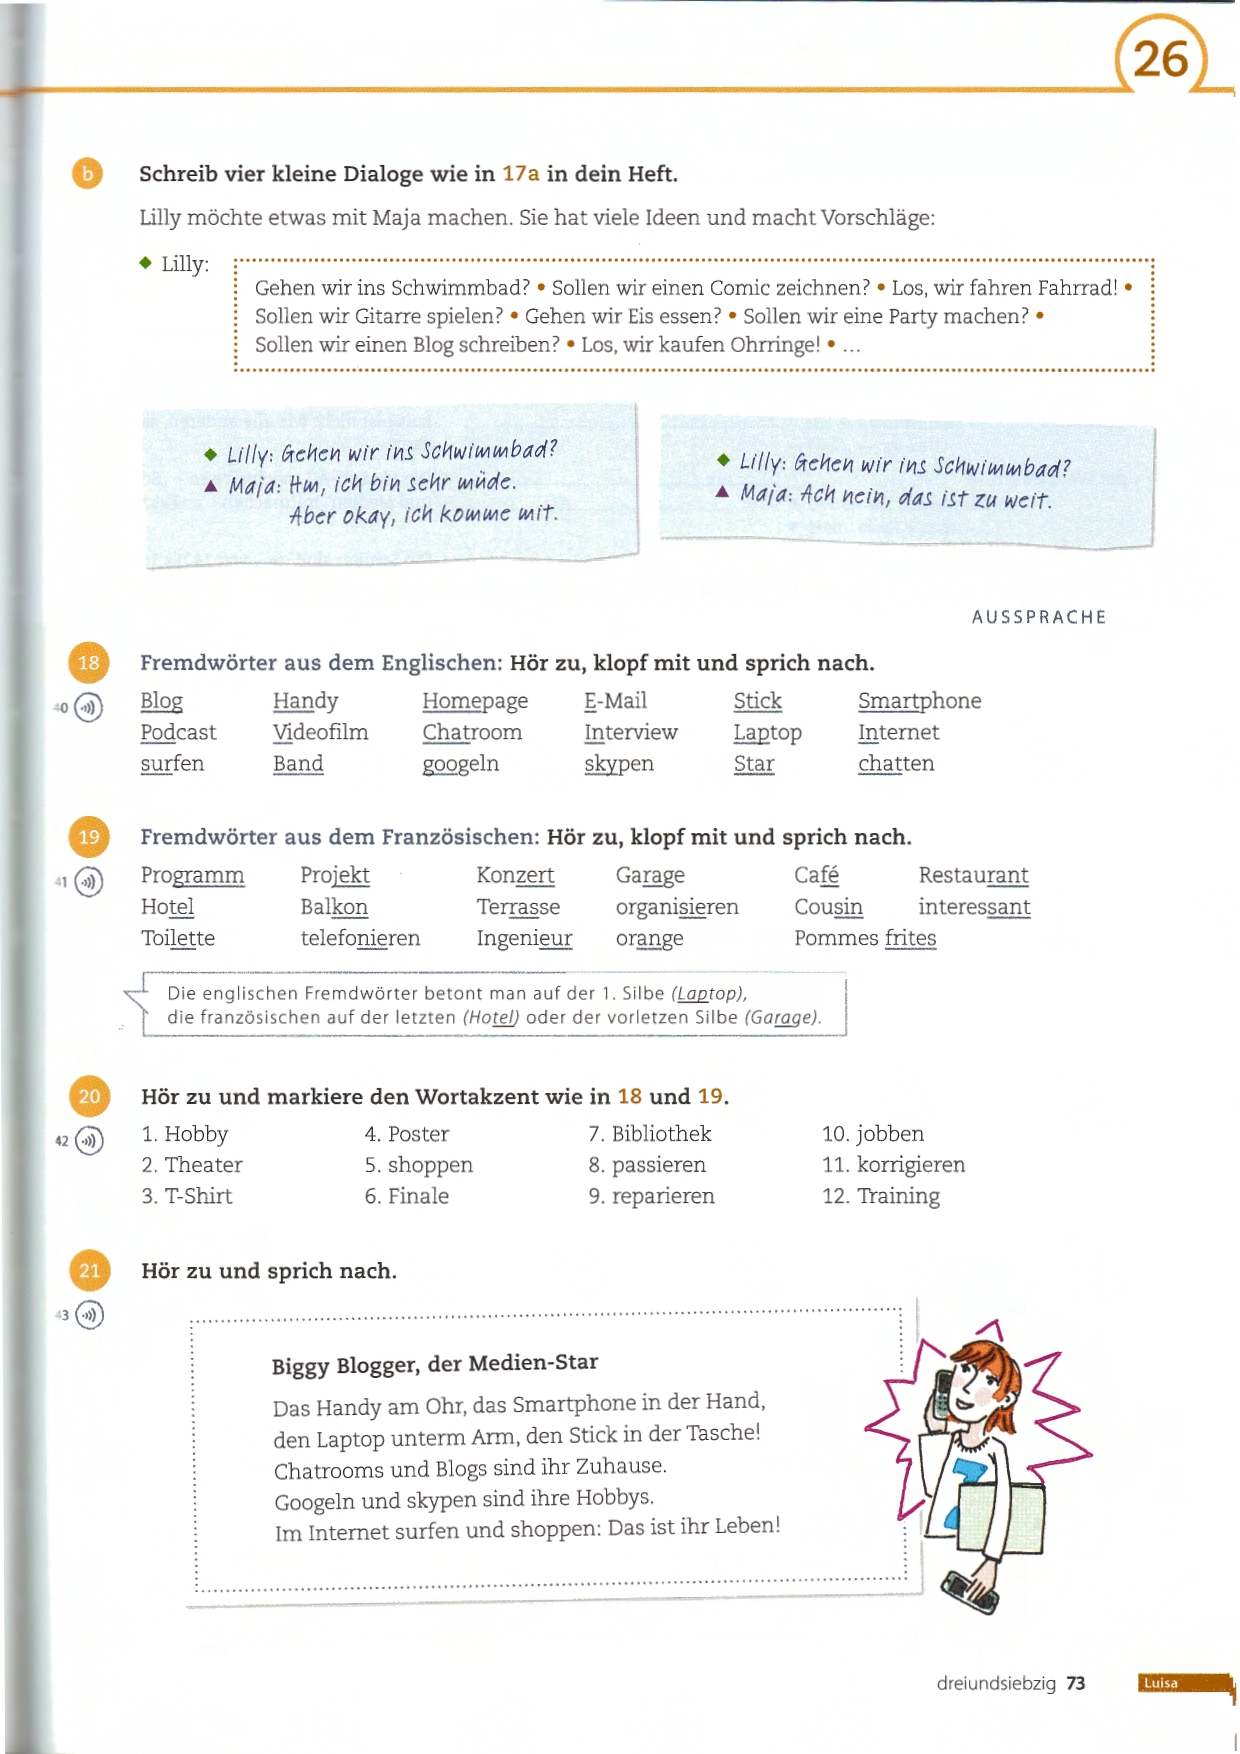 26
b Schreib vier kleine Dialoge wie in 17a in dein Heft.
Lilly möchte etwas mit Maja machen. Sie hat viele Ideen und macht Vorschläge:
◆ Lilly:
Gehen wir ins Schwimmbad? • Sollen wir einen Comic zeichnen? • Los, wir fahren Fahrrad! •
Sollen wir Gitarre spielen? • Gehen wir Eis essen? • Sollen wir eine Party machen? •
Sollen wir einen Blog schreiben? • Los, wir kaufen Ohrringe! • ...
◆ Lilly: Gehen wir ins Schwimmbad?
▲ Maja: Hm, ich bin sehr müde.
Aber okay, ich komme mit.
◆ Lilly: Gehen wir ins Schwimmbad?
▲ Maja: Ach nein, das ist zu weit.
AUSSPRACHE
18 Fremdwörter aus dem Englischen: Hör zu, klopf mit und sprich nach.
40 Blog Handy Homepage E-Mail Stick Smartphone
Podcast Videofilm Chatroom Interview Laptop Internet
surfen Band googeln skypen Star chatten
19 Fremdwörter aus dem Französischen: Hör zu, klopf mit und sprich nach.
41 Programm Projekt Konzert Garage Café Restaurant
Hotel Balkon Terrasse organisieren Cousin interessant
Toilette telefonieren Ingenieur orange Pommes frites
Die englischen Fremdwörter betont man auf der 1. Silbe (Laptop),
die französischen auf der letzten (Hotel) oder der vorletzen Silbe (Garage).
20 Hör zu und markiere den Wortakzent wie in 18 und 19.
42 1. Hobby 4. Poster 7. Bibliothek 10. jobben
2. Theater 5. shoppen 8. passieren 11. korrigieren
3. T-Shirt 6. Finale 9. reparieren 12. Training
21 Hör zu und sprich nach.
43
Biggy Blogger, der Medien-Star
Das Handy am Ohr, das Smartphone in der Hand,
den Laptop unterm Arm, den Stick in der Tasche!
Chatrooms und Blogs sind ihr Zuhause.
Googeln und skypen sind ihre Hobbys.
Im Internet surfen und shoppen: Das ist ihr Leben!
dreiundsiebzig 73 Luisa